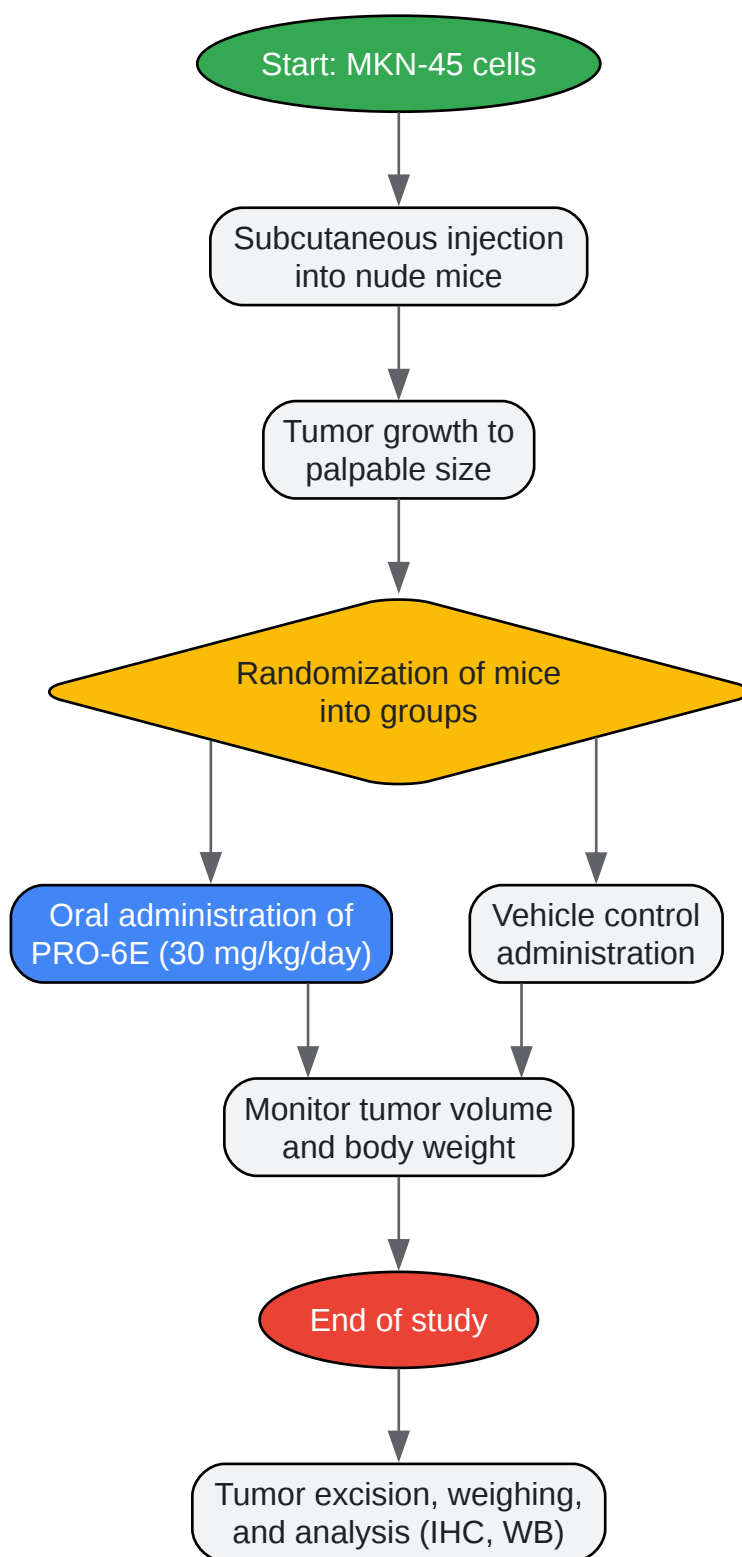 Start: MKN-45 cells
Subcutaneous injection
into nude mice
Tumor growth to
palpable size
Randomization of mice
into groups
Oral administration of
PRO-6E (30 mg/kg/day)
Vehicle control
administration
Monitor tumor volume
and body weight
End of study
Tumor excision, weighing,
and analysis (IHC, WB)